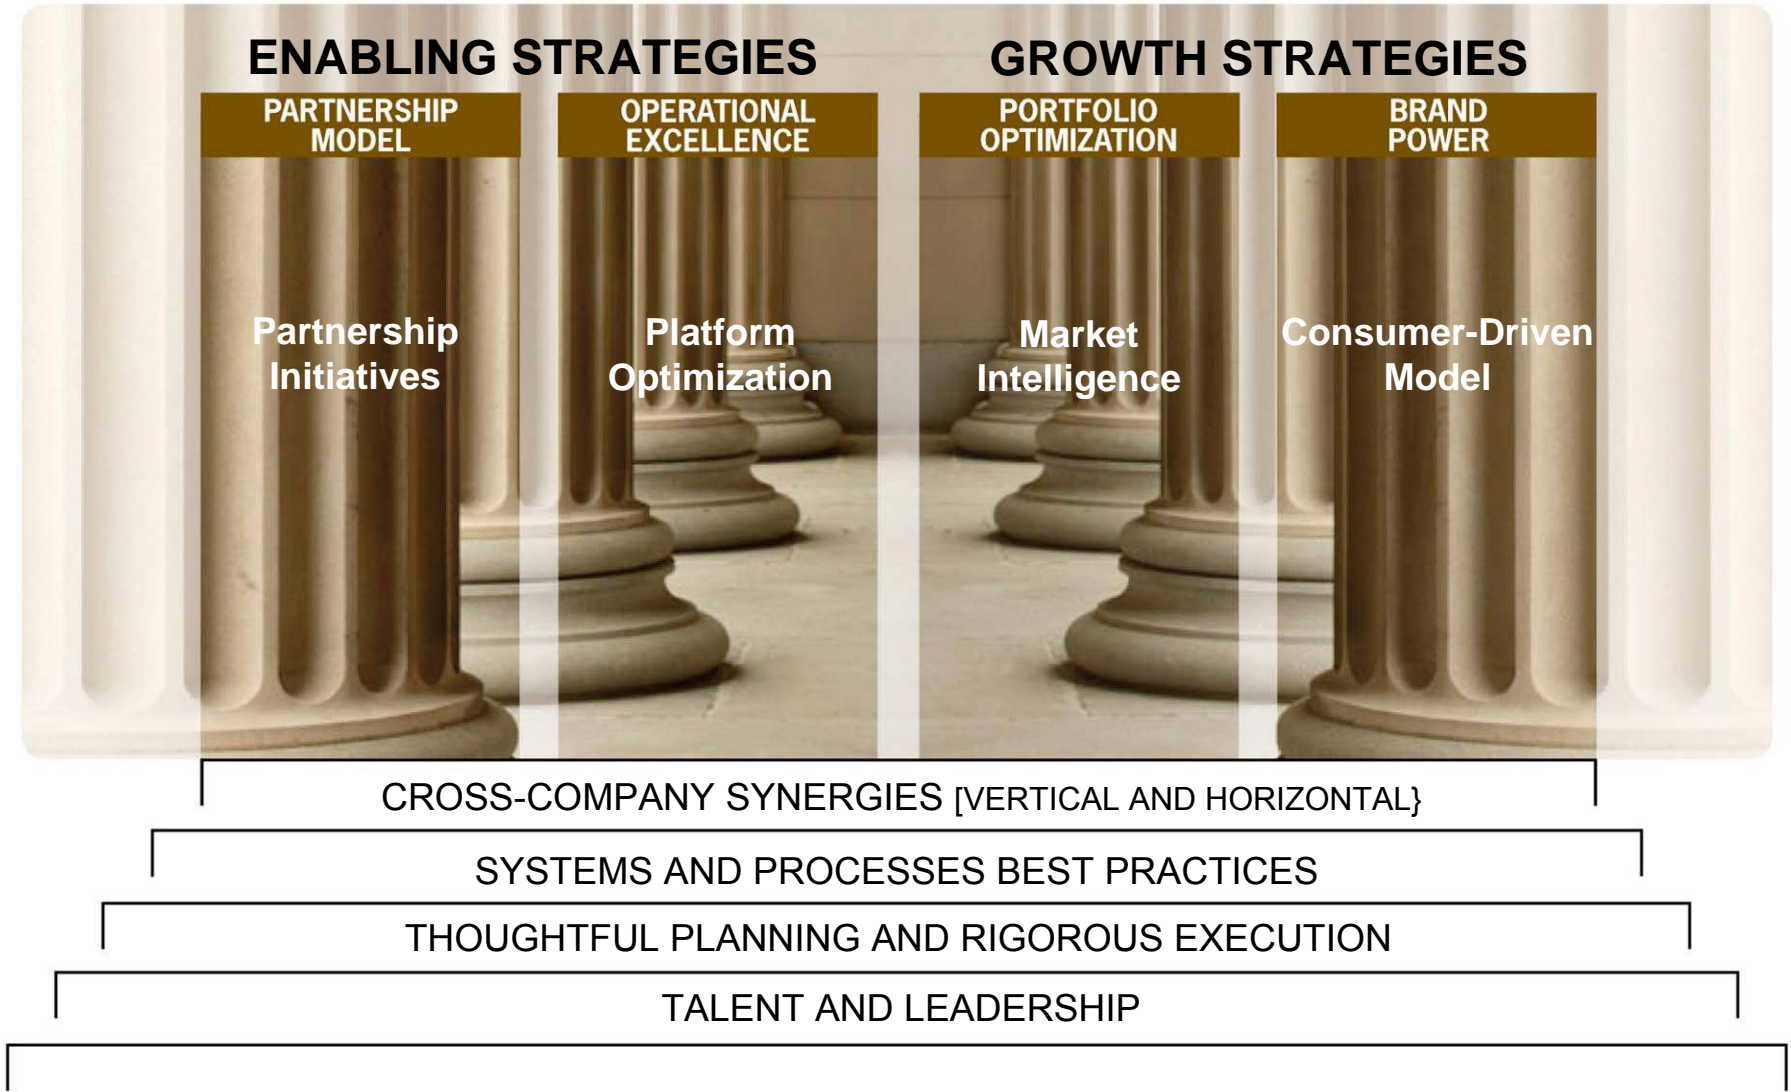 ENABLING STRATEGIES
GROWTH STRATEGIES
PARTNERSHIP
MODEL
OPERATIONAL
EXCELLENCE
PORTFOLIO
OPTIMIZATION
BRAND
POWER
Partnership
Initiatives
Platform
Optimization
Market
Intelligence
Consumer-Driven
Model
CROSS-COMPANY SYNERGIES [VERTICAL AND HORIZONTAL}
SYSTEMS AND PROCESSES BEST PRACTICES
THOUGHTFUL PLANNING AND RIGOROUS EXECUTION
TALENT AND LEADERSHIP